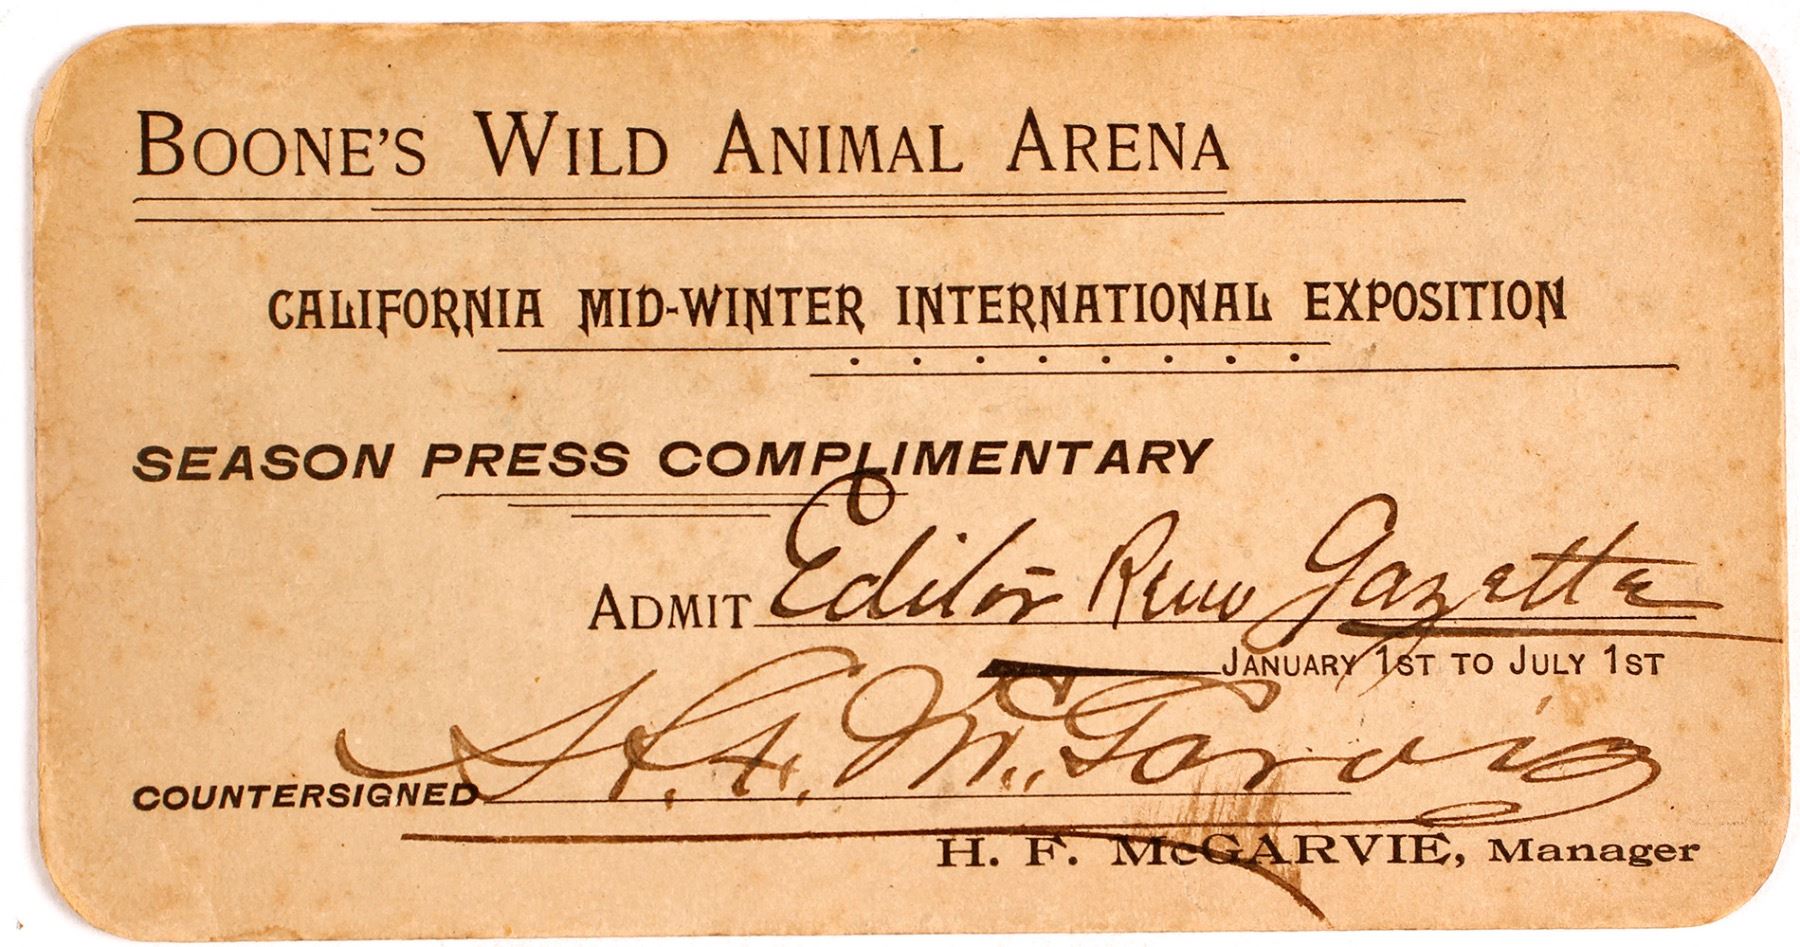 BOONE'S WILD ANIMAL ARENA
CALIFORNIA MID-WINTER INTERNATIONAL EXPOSITION
SEASON PRESS COMPLIMENTARY
ADMIT Editor Reno Gazette
JANUARY 1ST TO JULY 1ST
COUNTERSIGNED H. F. McGarvie
H. F. McGARVIE, Manager